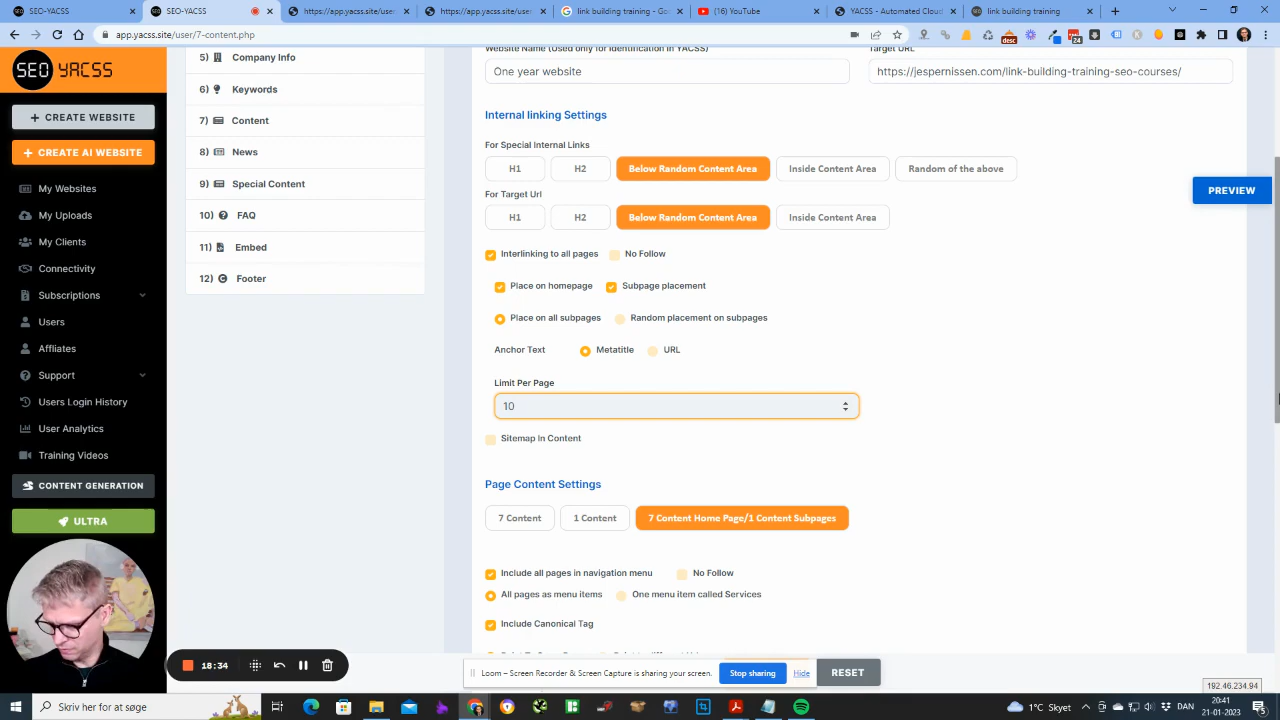 SEO-YACSS
SEO-YACSS
https://app.yacss.site/user/7-con
https://app.yacss.site/user/7-con
link building training - Go
YouTube
YACSS - Automated Cloud
link building training
app.yacss.site/user/7-content.php
desc
24
SEO YACSS
+ CREATE WEBSITE
+ CREATE AI WEBSITE
My Websites
My Uploads
My Clients
Connectivity
Subscriptions
Users
Affliates
Support
Users Login History
User Analytics
Training Videos
CONTENT GENERATION
ULTRA
5) Company Info
6) Keywords
7) Content
8) News
9) Special Content
10) FAQ
11) Embed
12) Footer
Website Name (Used only for identification in YACSS)
Target URL
One year website
https://jespernissen.com/link-building-training-seo-courses/
Internal linking Settings
For Special Internal Links
H1 H2 Below Random Content Area Inside Content Area Random of the above
PREVIEW
For Target Url
H1 H2 Below Random Content Area Inside Content Area
Interlinking to all pages No Follow
Place on homepage Subpage placement
Place on all subpages Random placement on subpages
Anchor Text Metatitle URL
Limit Per Page
10
Sitemap In Content
Page Content Settings
7 Content 1 Content 7 Content Home Page/1 Content Subpages
Include all pages in navigation menu No Follow
All pages as menu items One menu item called Services
Include Canonical Tag
18:34
Loom – Screen Recorder & Screen Capture is sharing your screen. Stop sharing Hide
RESET
192.46.234.94
Skriv her for at søge
1°C Skyet
DAN
20:41
21-01-2023